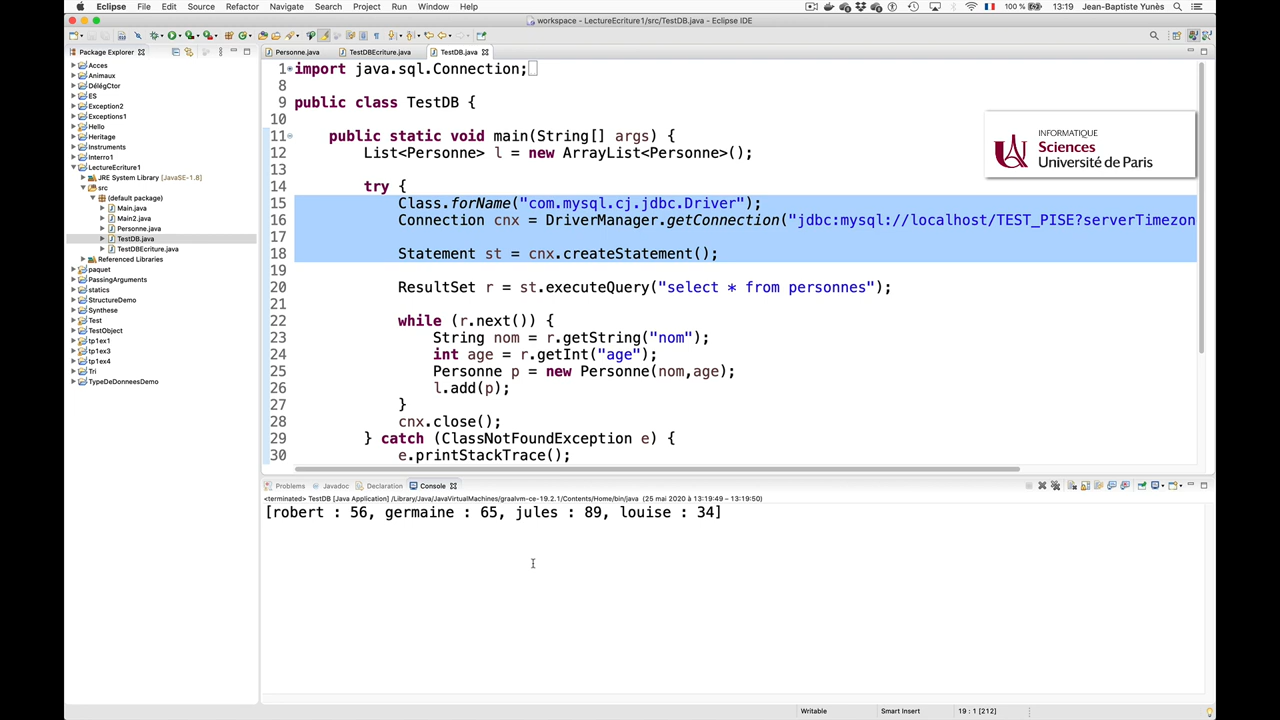 Eclipse File Edit Source Refactor Navigate Search Project Run Window Help 100 % 13:19 Jean-Baptiste Yunès
workspace - LectureEcriture1/src/TestDB.java - Eclipse IDE
Package Explorer
Acces
Animaux
DélégCtor
ES
Exception2
Exceptions1
Hello
Heritage
Instruments
Interro1
LectureEcriture1
JRE System Library [JavaSE-1.8]
src
(default package)
Main.java
Main2.java
Personne.java
TestDB.java
TestDBEcriture.java
Referenced Libraries
paquet
PassingArguments
statics
StructureDemo
Synthese
Test
TestObject
tp1ex1
tp1ex3
tp1ex4
Tri
TypeDeDonneesDemo
Personne.java TestDBEcriture.java TestDB.java
1 import java.sql.Connection;
8
9 public class TestDB {
10
11 public static void main(String[] args) {
12 List<Personne> l = new ArrayList<Personne>();
13
14 try {
15 Class.forName("com.mysql.cj.jdbc.Driver");
16 Connection cnx = DriverManager.getConnection("jdbc:mysql://localhost/TEST_PISE?serverTimezon
17
18 Statement st = cnx.createStatement();
19
20 ResultSet r = st.executeQuery("select * from personnes");
21
22 while (r.next()) {
23 String nom = r.getString("nom");
24 int age = r.getInt("age");
25 Personne p = new Personne(nom,age);
26 l.add(p);
27 }
28 cnx.close();
29 } catch (ClassNotFoundException e) {
30 e.printStackTrace();
INFORMATIQUE
Sciences
Université de Paris
Problems Javadoc Declaration Console
<terminated> TestDB [Java Application] /Library/Java/JavaVirtualMachines/graalvm-ce-19.2.1/Contents/Home/bin/java (25 mai 2020 à 13:19:49 – 13:19:50)
[robert : 56, germaine : 65, jules : 89, louise : 34]
Writable Smart Insert 19 : 1 [212]